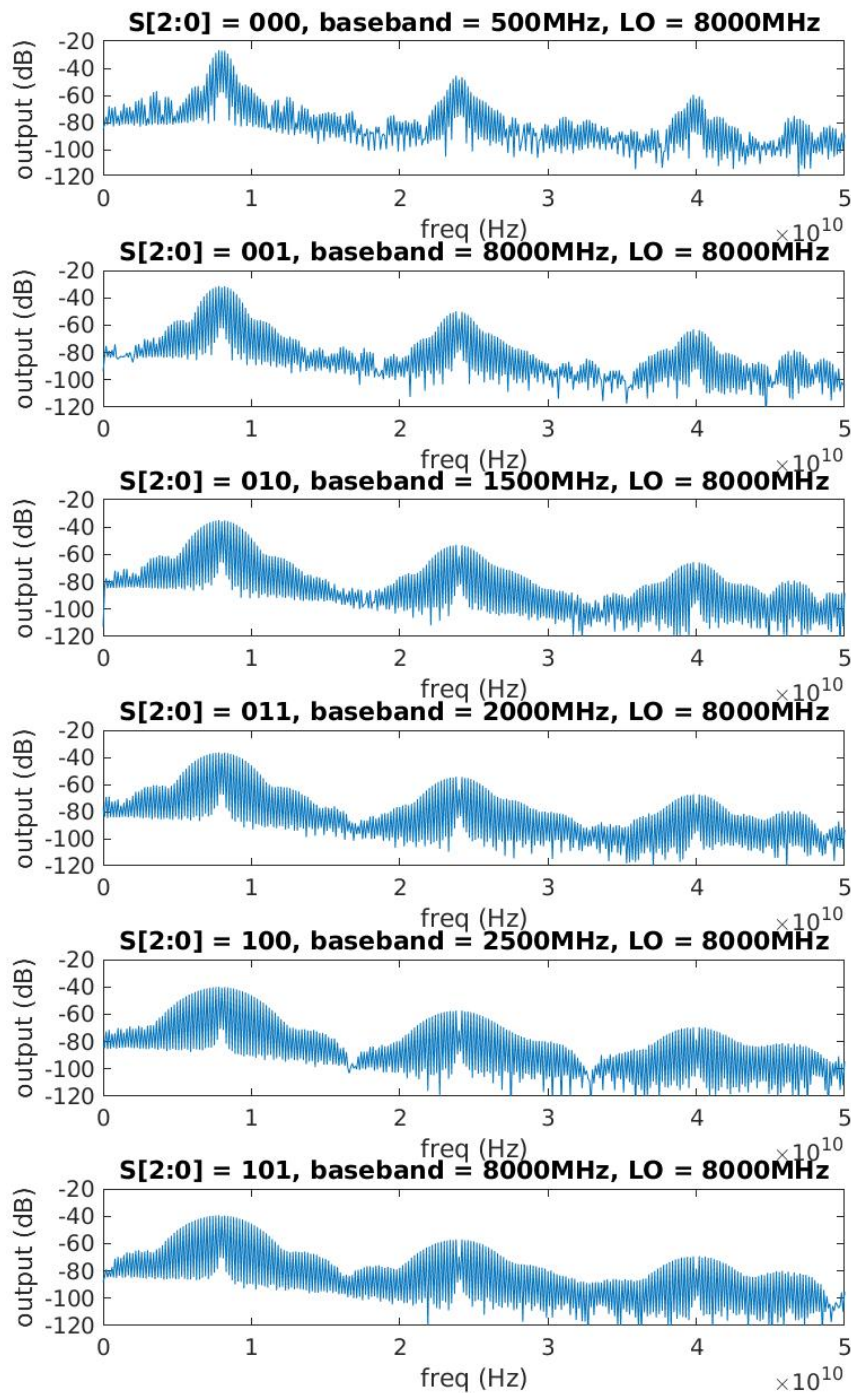 S[2:0] = 000, baseband = 500MHz, LO = 8000MHz
output (dB)
-20
-40
-60
-80
-100
-120
0 1 2 3 4 5
freq (Hz)
×10^10
S[2:0] = 001, baseband = 8000MHz, LO = 8000MHz
output (dB)
-20
-40
-60
-80
-100
-120
0 1 2 3 4 5
freq (Hz)
×10^10
S[2:0] = 010, baseband = 1500MHz, LO = 8000MHz
output (dB)
-20
-40
-60
-80
-100
-120
0 1 2 3 4 5
freq (Hz)
×10^10
S[2:0] = 011, baseband = 2000MHz, LO = 8000MHz
output (dB)
-20
-40
-60
-80
-100
-120
0 1 2 3 4 5
freq (Hz)
×10^10
S[2:0] = 100, baseband = 2500MHz, LO = 8000MHz
output (dB)
-20
-40
-60
-80
-100
-120
0 1 2 3 4 5
freq (Hz)
×10^10
S[2:0] = 101, baseband = 8000MHz, LO = 8000MHz
output (dB)
-20
-40
-60
-80
-100
-120
0 1 2 3 4 5
freq (Hz)
×10^10